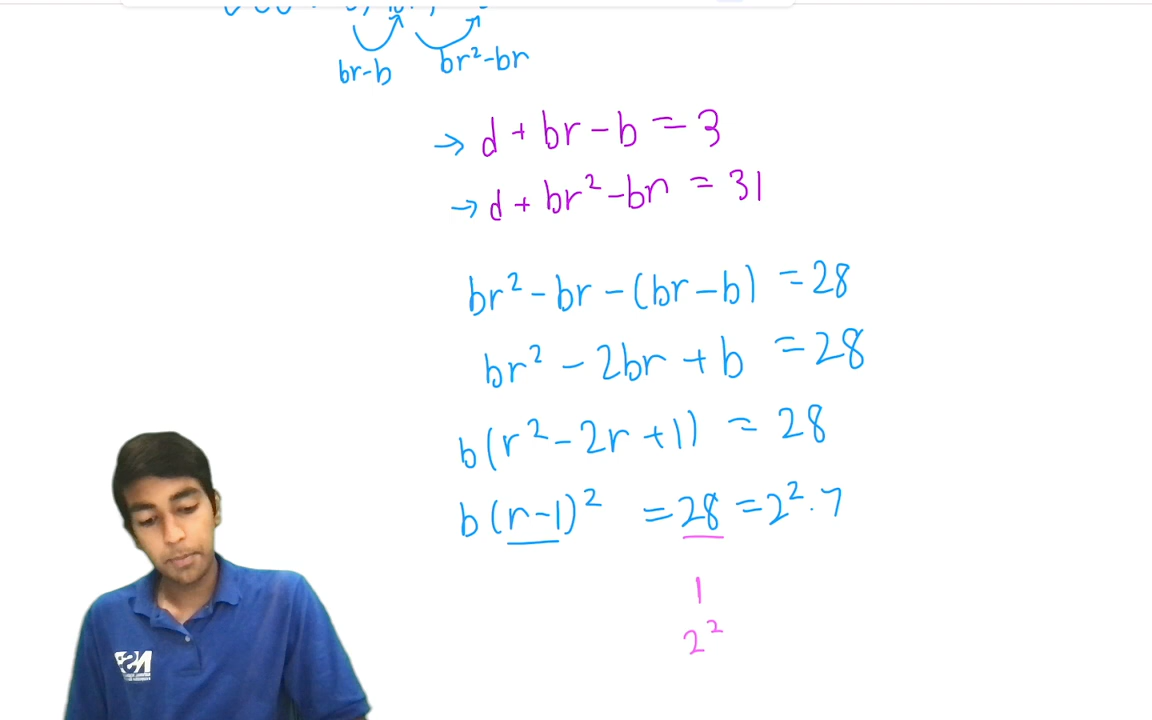 br-b br²-br
→ d + br - b = 3
→ d + br² - br = 31
br² - br - (br - b) = 28
br² - 2br + b = 28
b(r² - 2r + 1) = 28
b(r-1)² = 28 = 2² · 7
1
2²